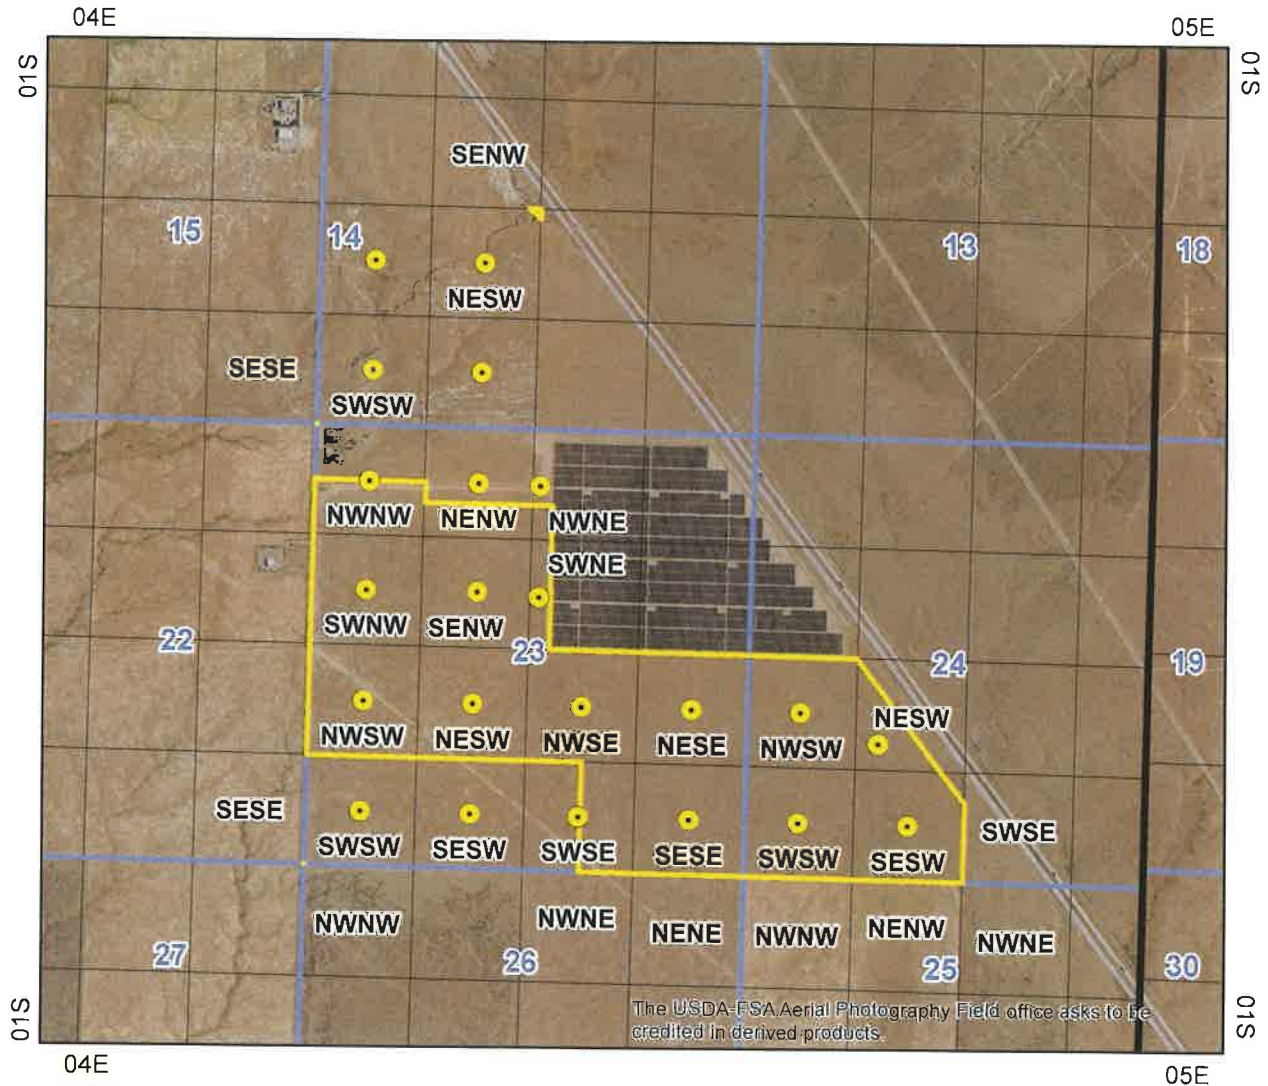 04E
05E
01S
01S
SENW
15
14
13
18
NESW
SESE
SWSW
NWNW
NENW
NWNE
SWNE
SWNW
SENW
22
23
24
19
NWSW
NESW
NWSE
NESE
NWSW
NESW
SESE
SWSW
SESW
SWSE
SESE
SWSW
SESW
SWSE
NWNW
NWNE
NENE
NWNW
NENW
NWNE
27
26
25
30
The USDA-FSA Aerial Photography Field office asks to be
credited in derived products.
01S
01S
04E
05E